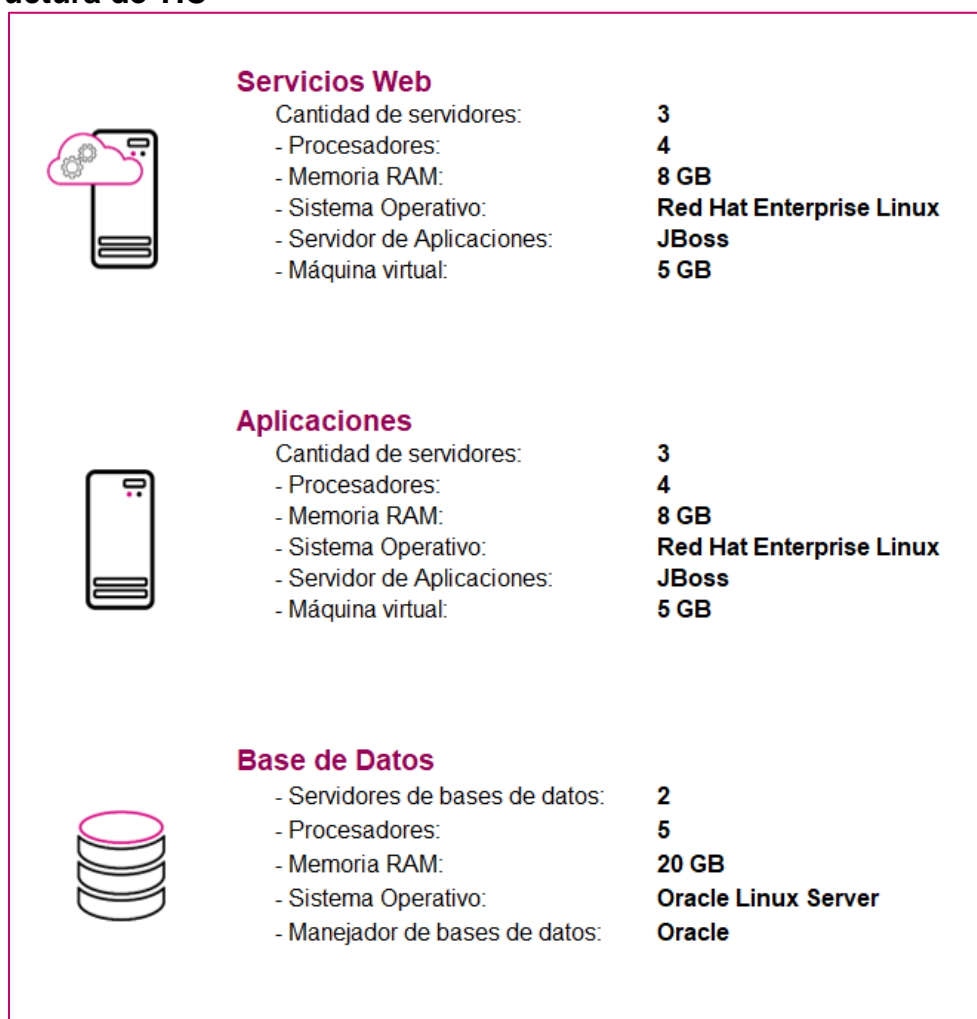 Servicios Web
Cantidad de servidores: 3
- Procesadores: 4
- Memoria RAM: 8 GB
- Sistema Operativo: Red Hat Enterprise Linux
- Servidor de Aplicaciones: JBoss
- Máquina virtual: 5 GB
Aplicaciones
Cantidad de servidores: 3
- Procesadores: 4
- Memoria RAM: 8 GB
- Sistema Operativo: Red Hat Enterprise Linux
- Servidor de Aplicaciones: JBoss
- Máquina virtual: 5 GB
Base de Datos
- Servidores de bases de datos: 2
- Procesadores: 5
- Memoria RAM: 20 GB
- Sistema Operativo: Oracle Linux Server
- Manejador de bases de datos: Oracle